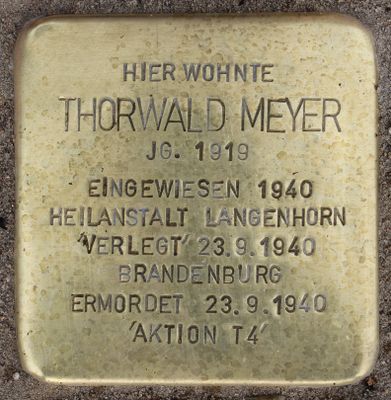 HIER WOHNTE
THORWALD MEYER
JG. 1919
EINGEWIESEN 1940
HEILANSTALT LANGENHORN
'VERLEGT' 23.9.1940
BRANDENBURG
ERMORDET 23.9.1940
'AKTION T4'